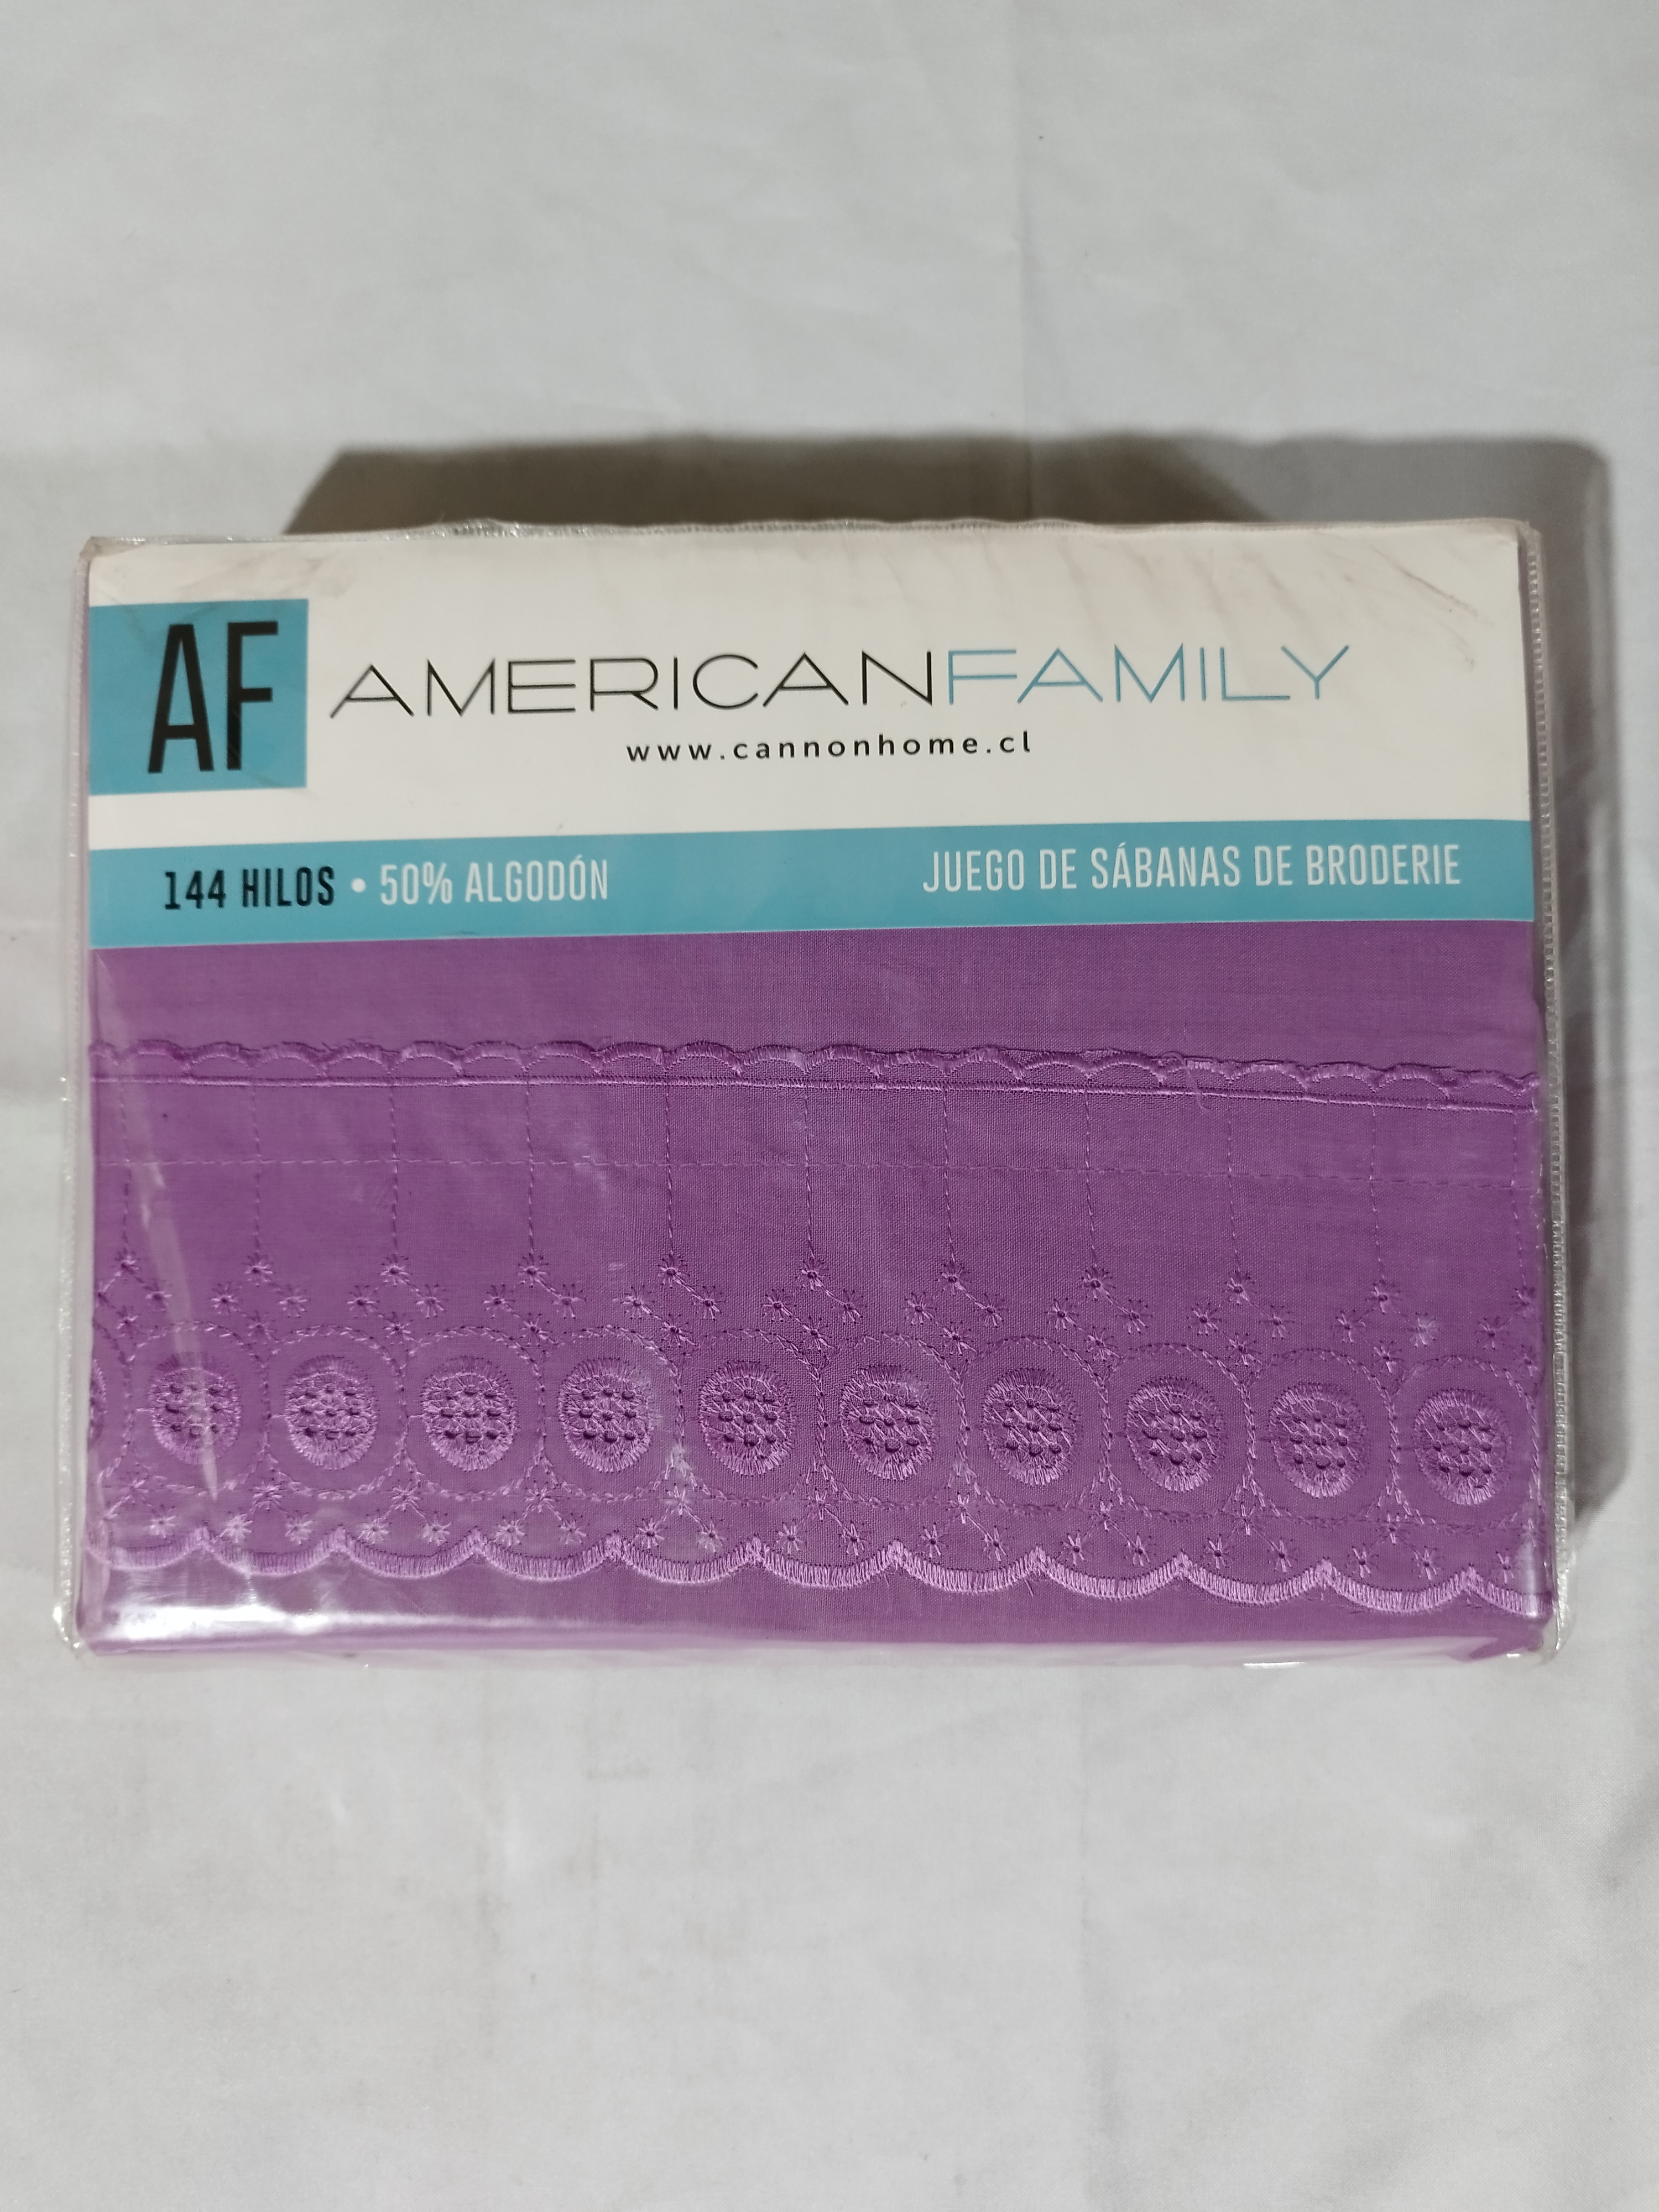 AF
AMERICANFAMILY
www.cannonhome.cl
144 HILOS • 50% ALGODÓN
JUEGO DE SÁBANAS DE BRODERIE